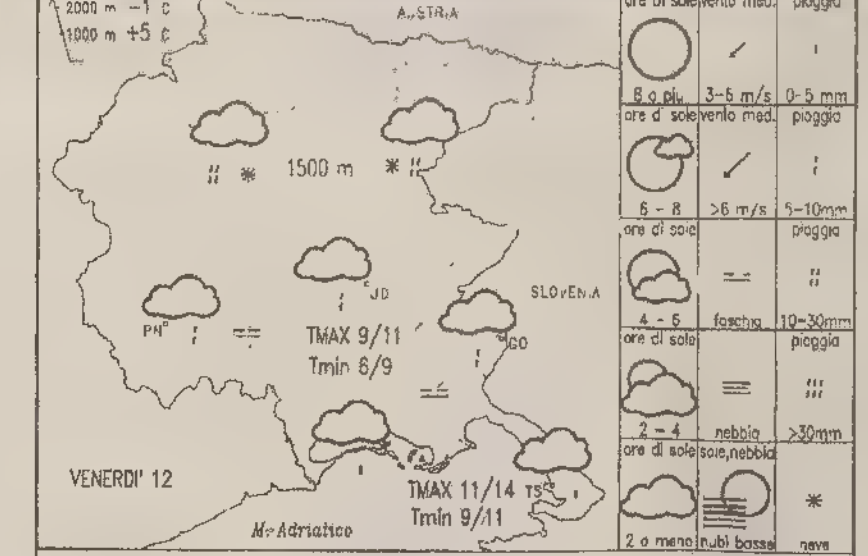 2000 m -1 c
1000 m +5 c
AUSTRIA
1500 m
SLOVENIA
UD
PN
GO
TMAX 9/11
Tmin 6/9
VENERDI' 12
TMAX 11/14
TS
Tmin 9/11
Mar Adriatico
ore di sole vento med. pioggia
8 o piu 3-6 m/s 0-5 mm
ore di sole vento med. pioggia
6 - 8 >6 m/s 5-10mm
ore di sole pioggia
4 - 6 foschia 10-30mm
ore di sole pioggia
2 - 4 nebbia >30mm
ore di sole sole,nebbia
2 o meno nubi basse neve